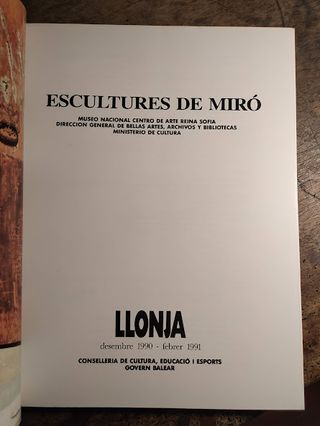 ESCULTURES DE MIRÓ
MUSEO NACIONAL CENTRO DE ARTE REINA SOFIA
DIRECCION GENERAL DE BELLAS ARTES, ARCHIVOS Y BIBLIOTECAS
MINISTERIO DE CULTURA
LLONJA
desembre 1990 - febrer 1991
CONSELLERIA DE CULTURA, EDUCACIÓ I ESPORTS
GOVERN BALEAR